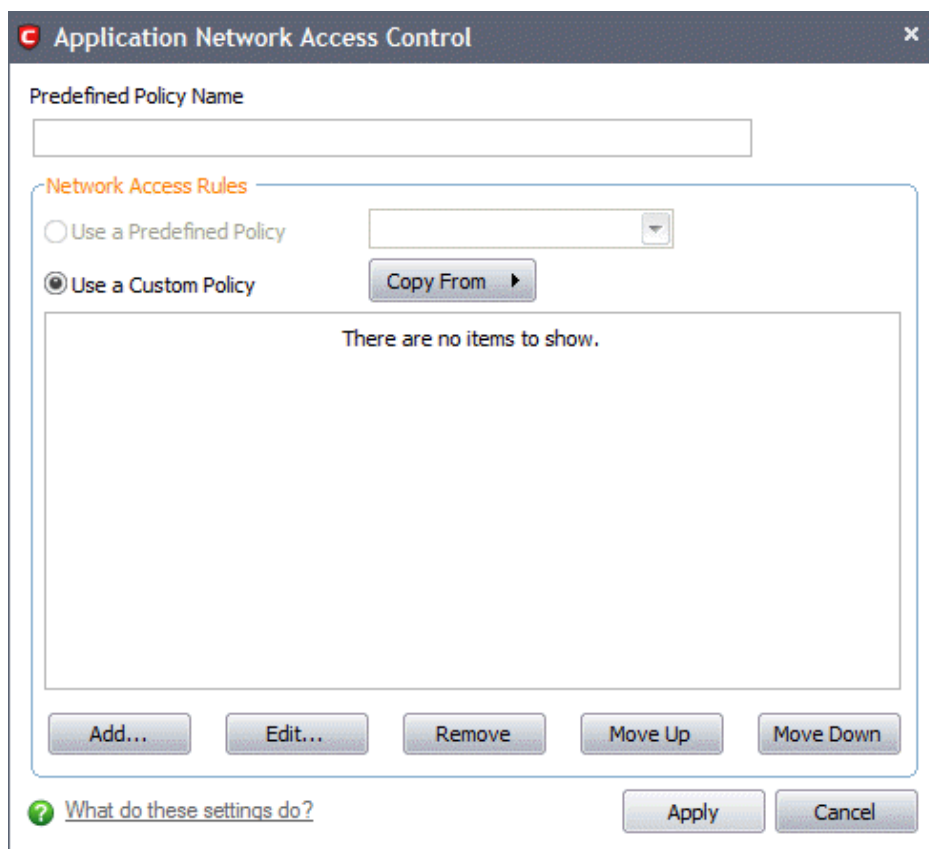 Application Network Access Control
Predefined Policy Name
Network Access Rules
Use a Predefined Policy
Use a Custom Policy Copy From
There are no items to show.
Add... Edit... Remove Move Up Move Down
What do these settings do? Apply Cancel